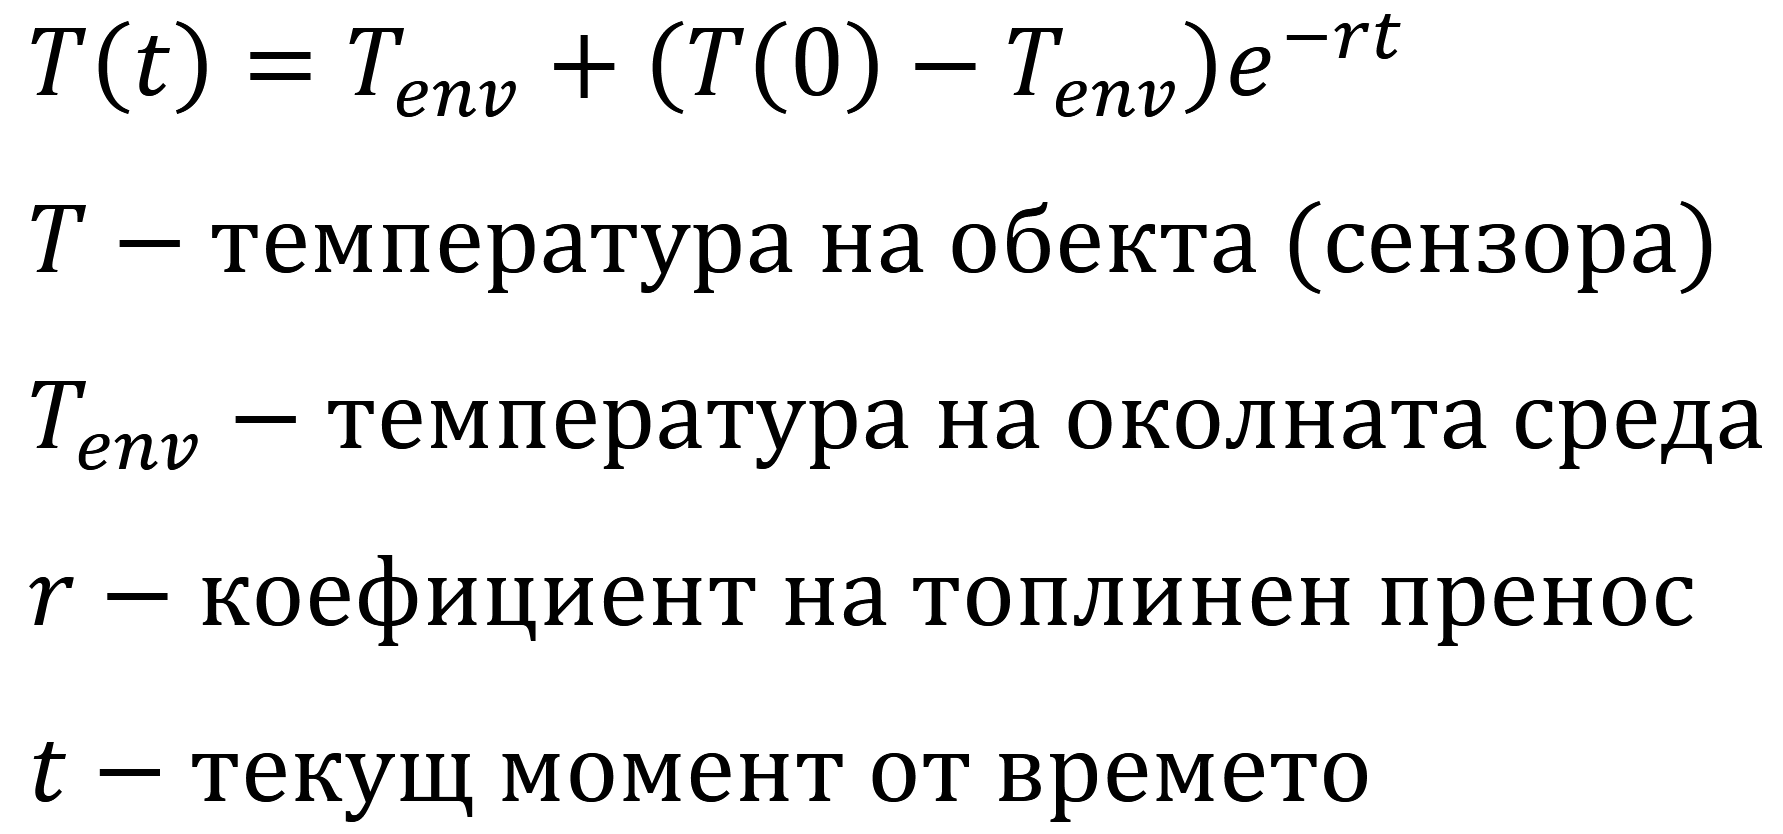 T(t) = T_env + (T(0) − T_env)e^−rt
T − температура на обекта (сензора)
T_env − температура на околната среда
r − коефициент на топлинен пренос
t − текущ момент от времето